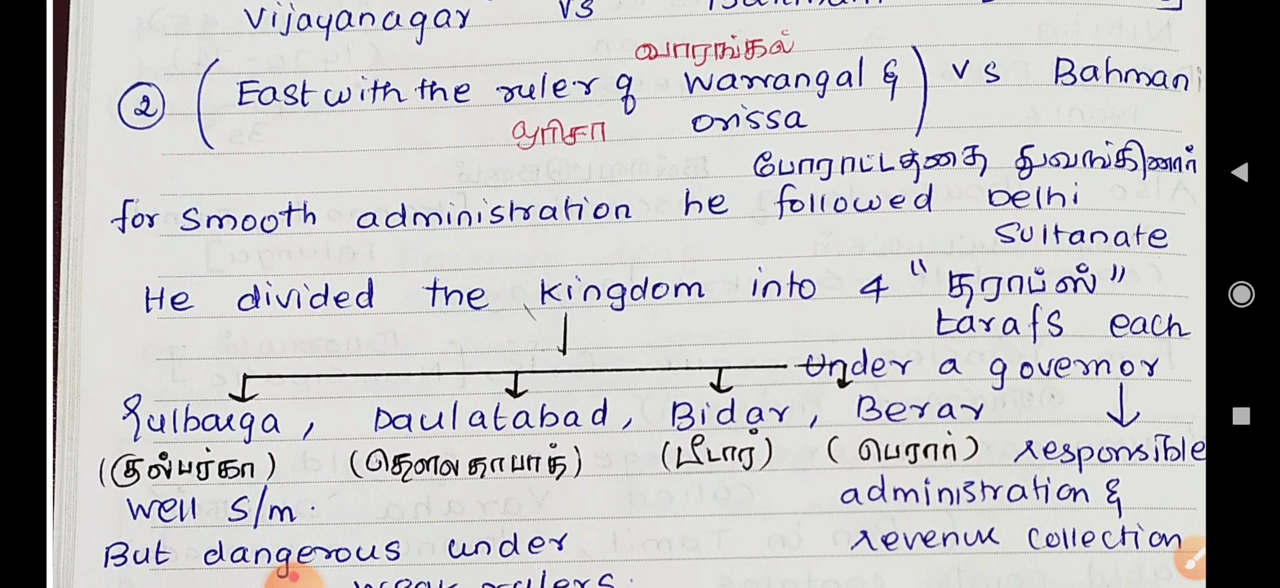 Vijayanagar vs
வாரங்கல்
② ( East with the ruler of Warrangal & ) vs Bahmani
ஒரிசா orissa
போராட்டத்தை துவங்கினார்
for smooth administration he followed Delhi
Sultanate
He divided the kingdom into 4 "தராப்ஸ்"
tarafs each
under a governor
Gulbarga, Daulatabad, Bidar, Berar
(குல்பர்கா) (தௌலதாபாத்) (பீடார்) (பெரார்) responsible
well s/m. administration &
But dangerous under revenue collection
weak rulers.